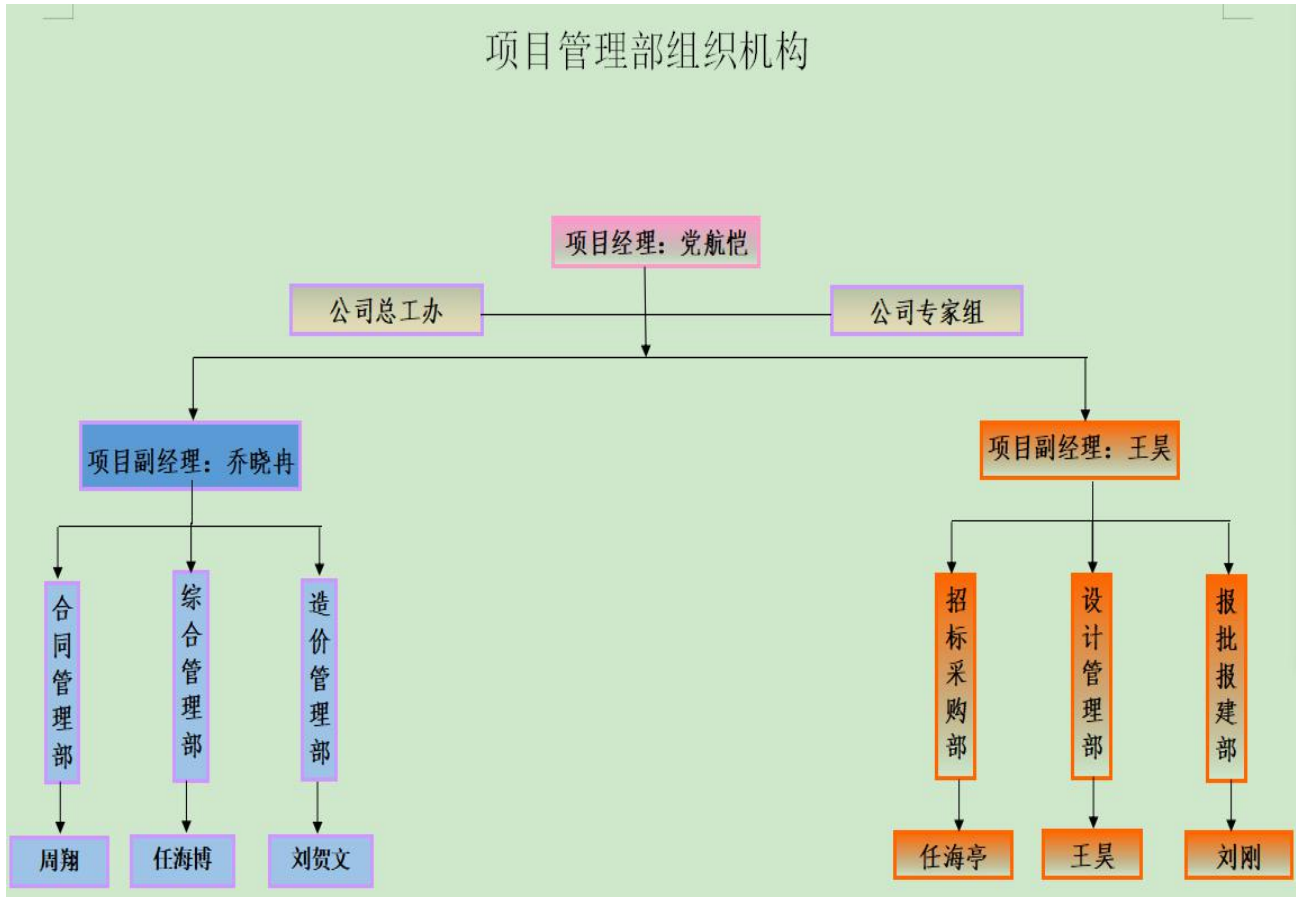 项目管理部组织机构
项目经理：党航恺
公司总工办
公司专家组
项目副经理：乔晓冉
项目副经理：王昊
合同管理部
综合管理部
造价管理部
招标采购部
设计管理部
报批报建部
周翔
任海博
刘贺文
任海亭
王昊
刘刚